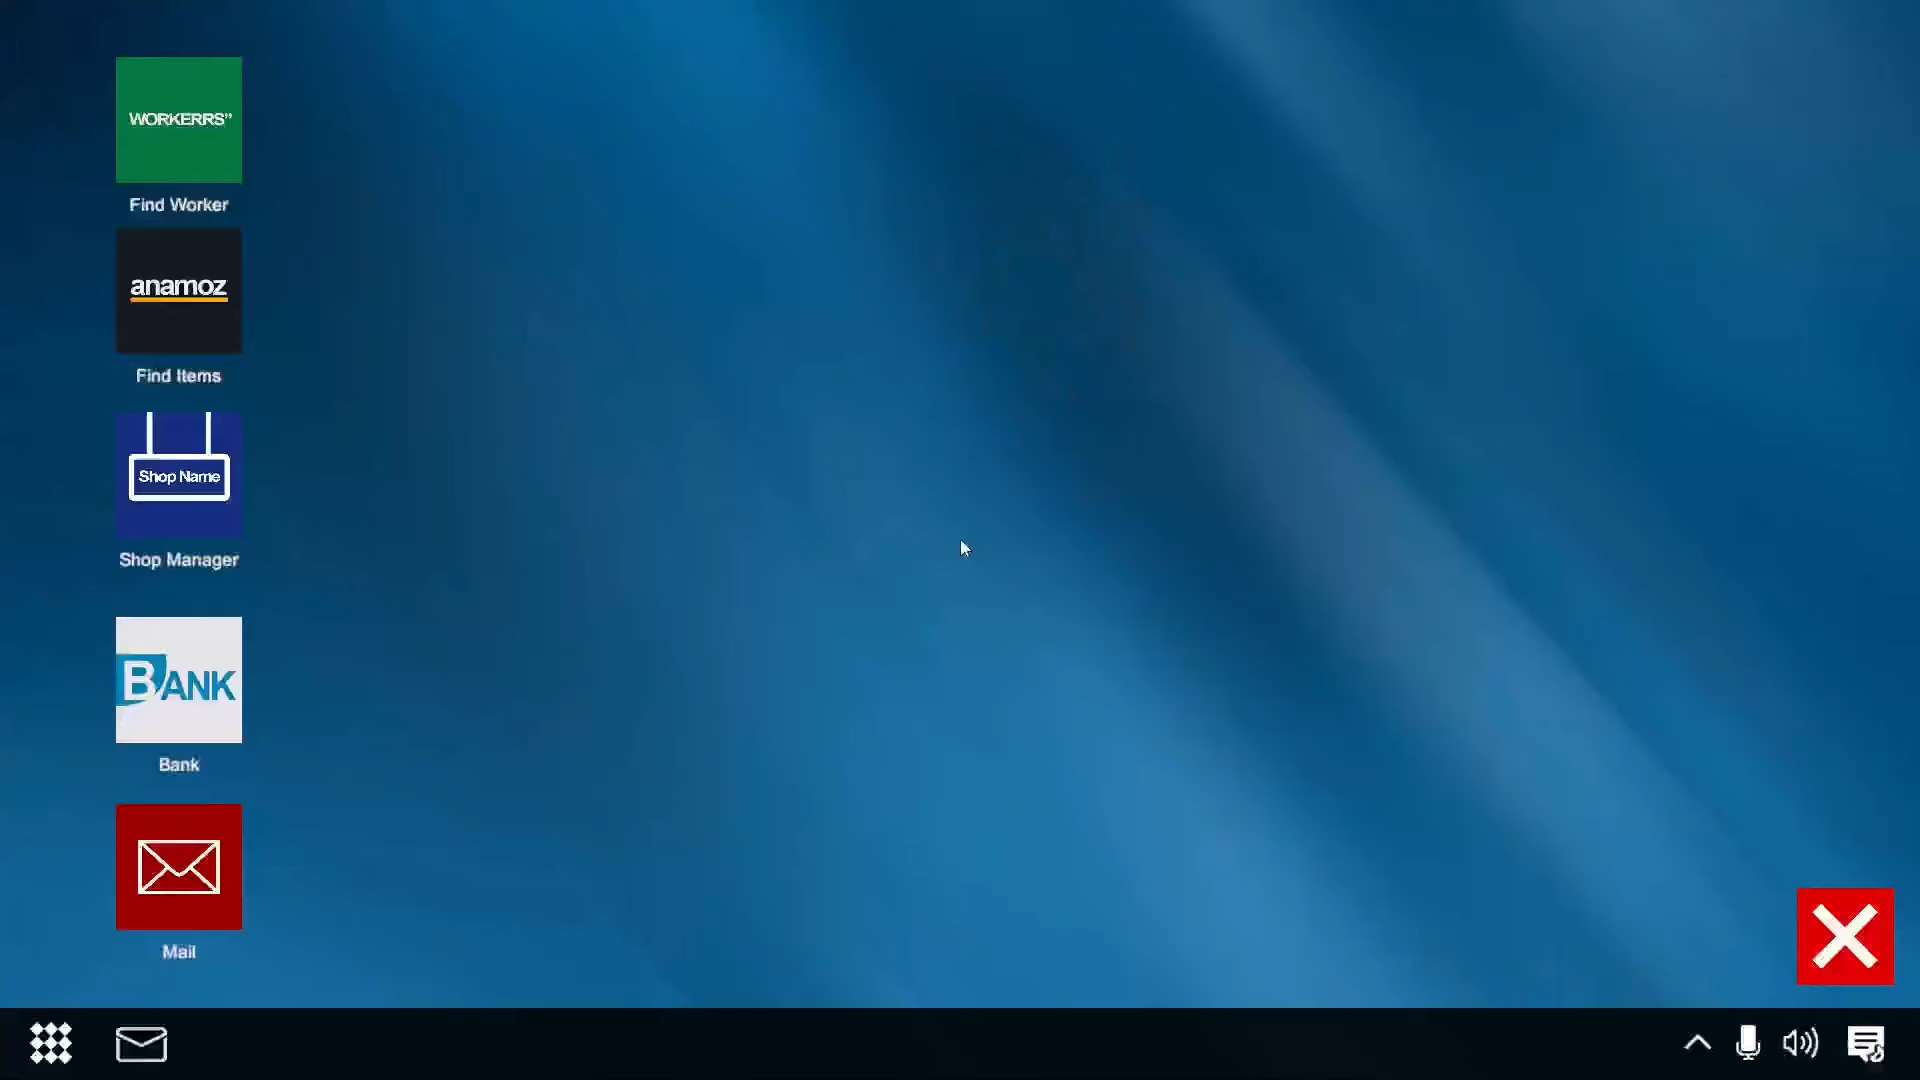 WORKERRS"
Find Worker
anamoz
Find Items
Shop Name
Shop Manager
BANK
Bank
Mail